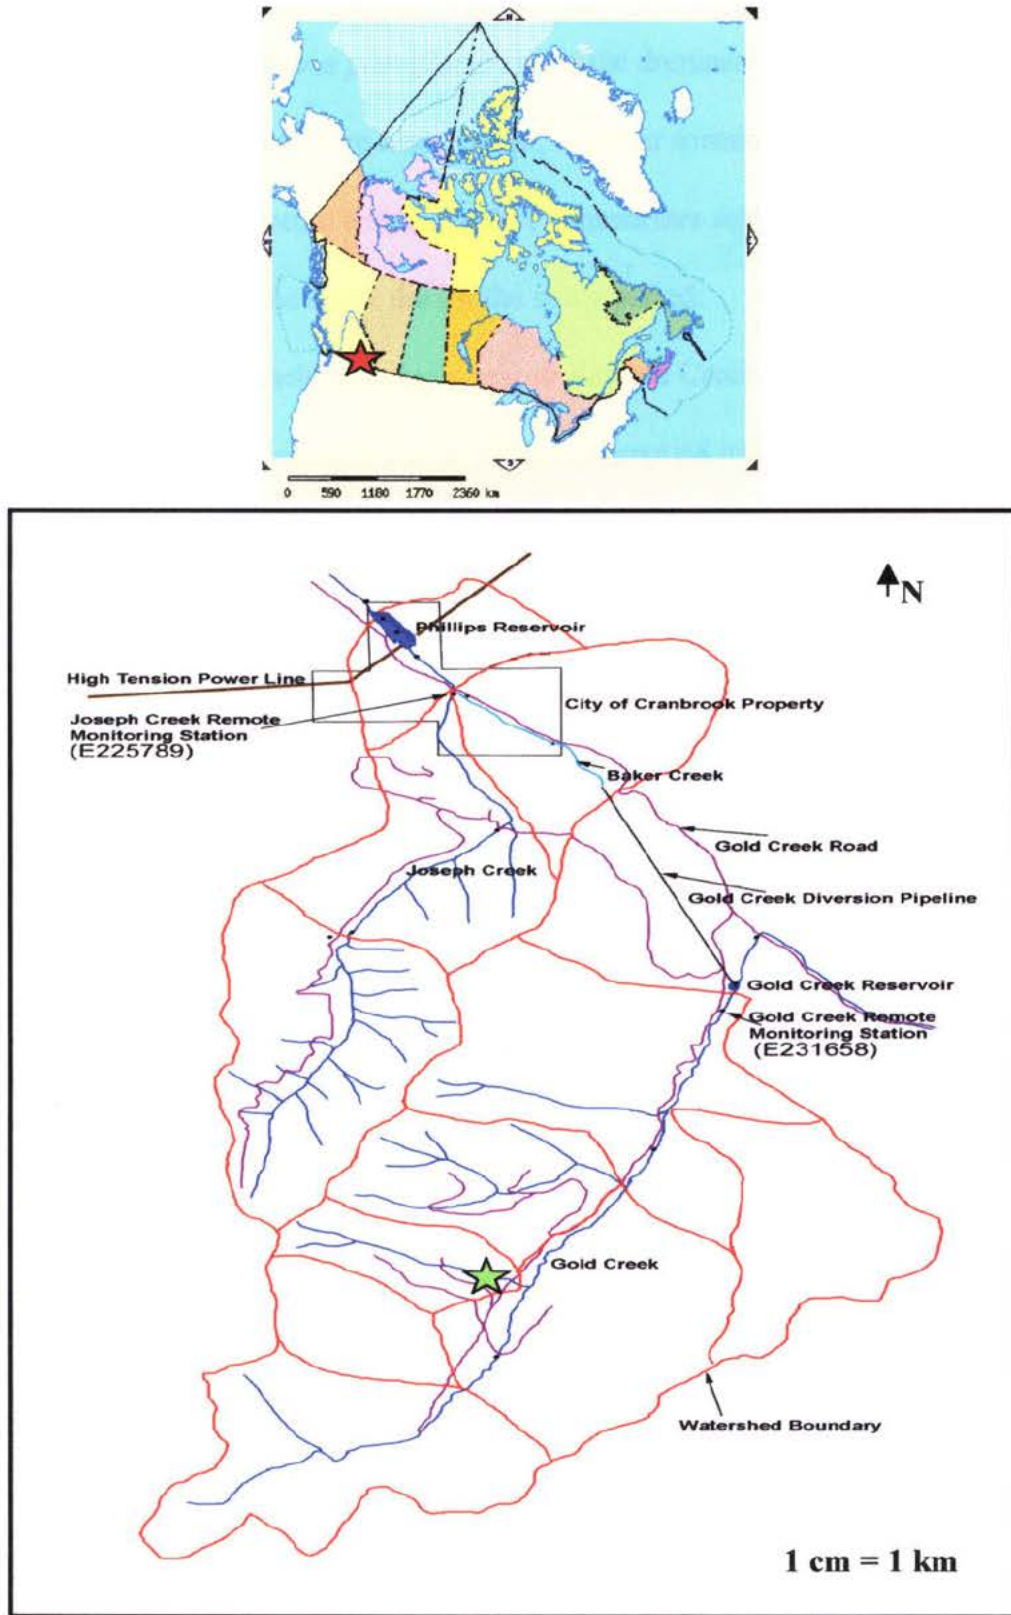 N
S
0 590 1180 1770 2360 km
N
Phillips Reservoir
High Tension Power Line
City of Cranbrook Property
Joseph Creek Remote
Monitoring Station
(E225789)
Baker Creek
Gold Creek Road
Joseph Creek
Gold Creek Diversion Pipeline
Gold Creek Reservoir
Gold Creek Remote
Monitoring Station
(E231658)
Gold Creek
Watershed Boundary
1 cm = 1 km